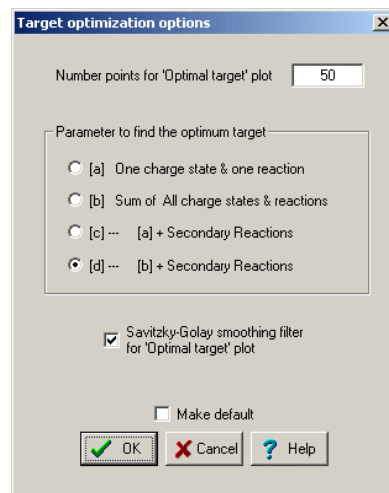 Target optimization options
Number points for 'Optimal target' plot 50
Parameter to find the optimum target
[a] One charge state & one reaction
[b] Sum of All charge states & reactions
[c] --- [a] + Secondary Reactions
[d] --- [b] + Secondary Reactions
Savitzky-Golay smoothing filter
for 'Optimal target' plot
Make default
OK Cancel ? Help